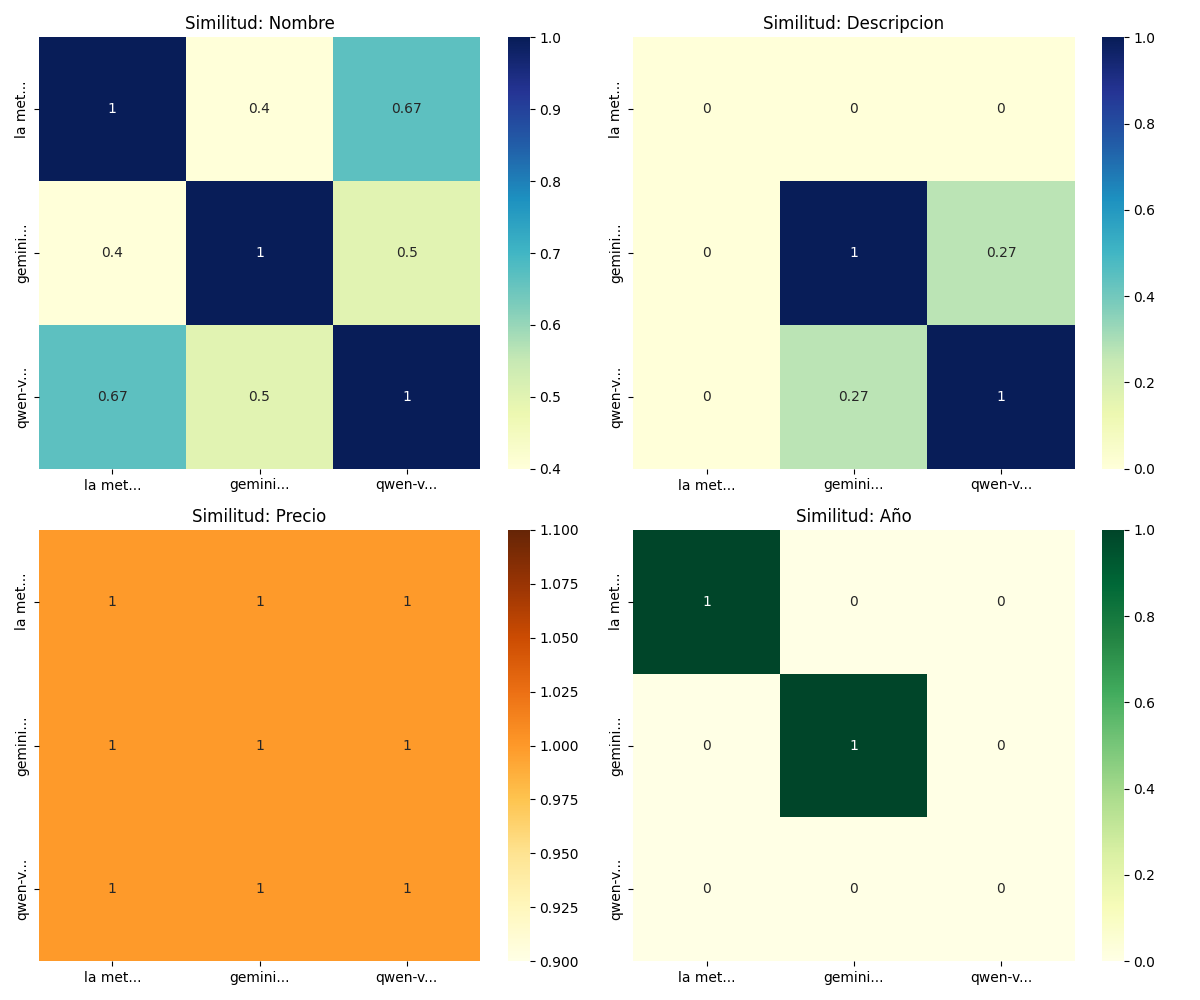 Similitud: Nombre
la met...
gemini...
qwen-v...
1 0.4 0.67
0.4 1 0.5
0.67 0.5 1
la met... gemini... qwen-v...
1.0
0.9
0.8
0.7
0.6
0.5
0.4
Similitud: Descripcion
la met...
gemini...
qwen-v...
0 0 0
0 1 0.27
0 0.27 1
la met... gemini... qwen-v...
1.0
0.8
0.6
0.4
0.2
0.0
Similitud: Precio
la met...
gemini...
qwen-v...
1 1 1
1 1 1
1 1 1
la met... gemini... qwen-v...
1.100
1.075
1.050
1.025
1.000
0.975
0.950
0.925
0.900
Similitud: Año
la met...
gemini...
qwen-v...
1 0 0
0 1 0
0 0 0
la met... gemini... qwen-v...
1.0
0.8
0.6
0.4
0.2
0.0